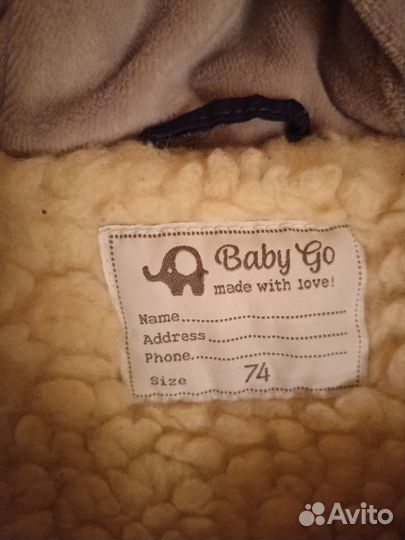 Baby Go
made with love!
Name
Address
Phone
Size 74
Avito